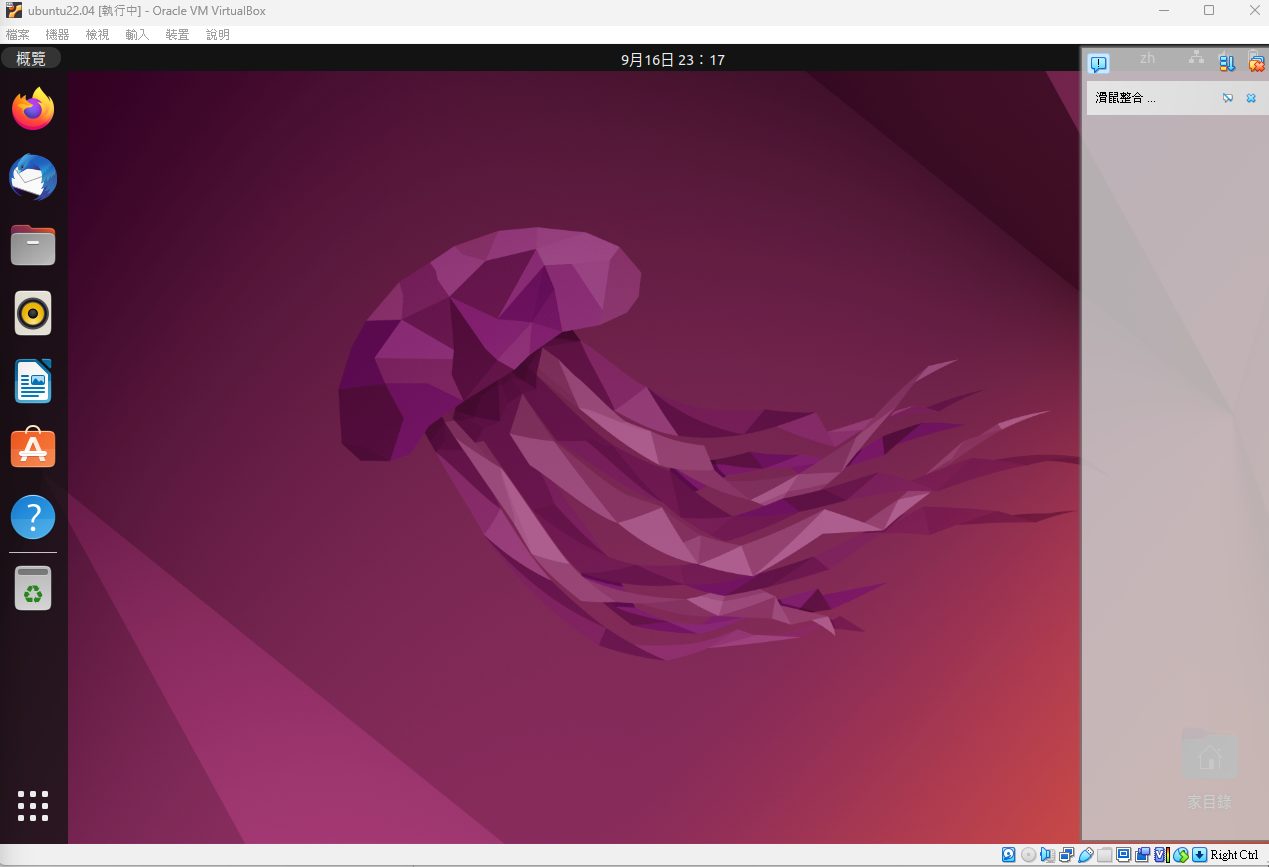 ubuntu22.04 [執行中] - Oracle VM VirtualBox
檔案 機器 檢視 輸入 裝置 說明
概覽 9月16日 23：17 zh
滑鼠整合 ...
家目錄
Right Ctrl